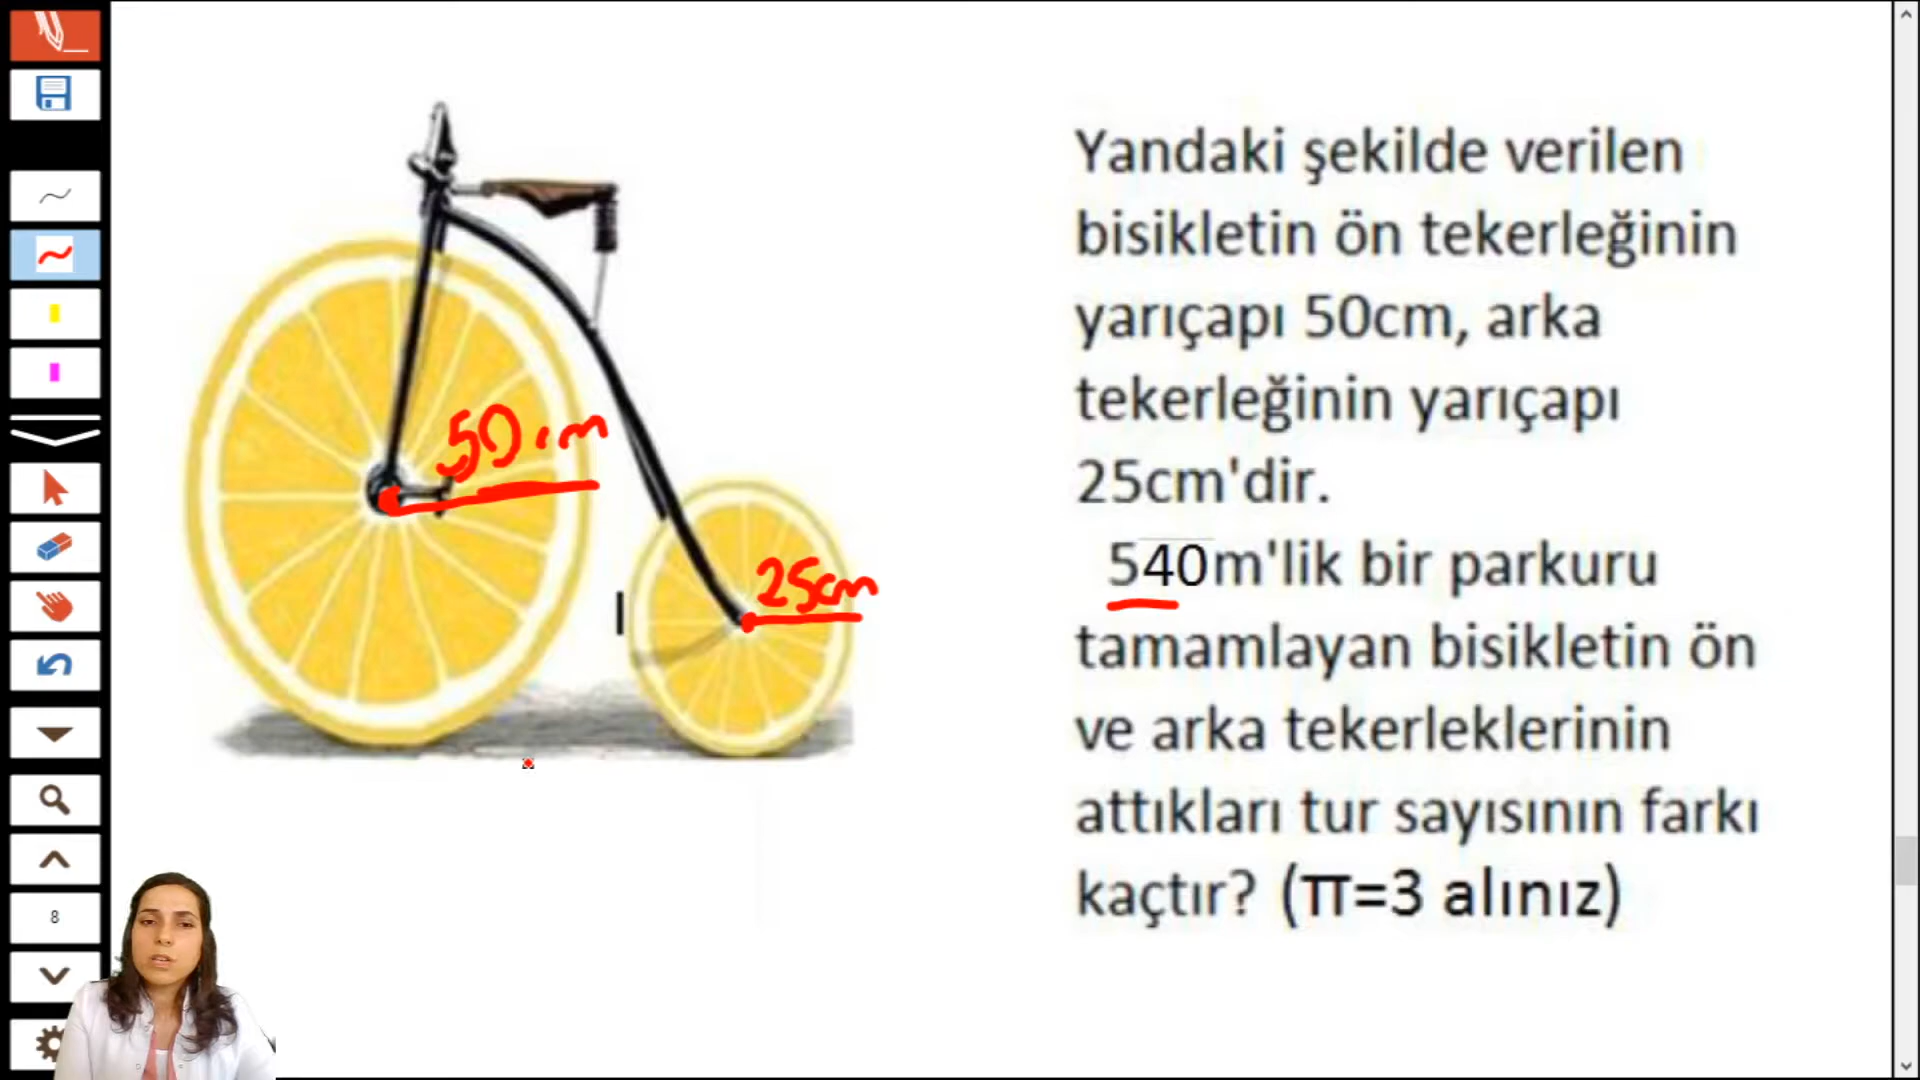 Yandaki şekilde verilen
bisikletin ön tekerleğinin
yarıçapı 50cm, arka
tekerleğinin yarıçapı
25cm'dir.
540m'lik bir parkuru
tamamlayan bisikletin ön
ve arka tekerleklerinin
attıkları tur sayısının farkı
kaçtır? (π=3 alınız)
50cm
25cm
8